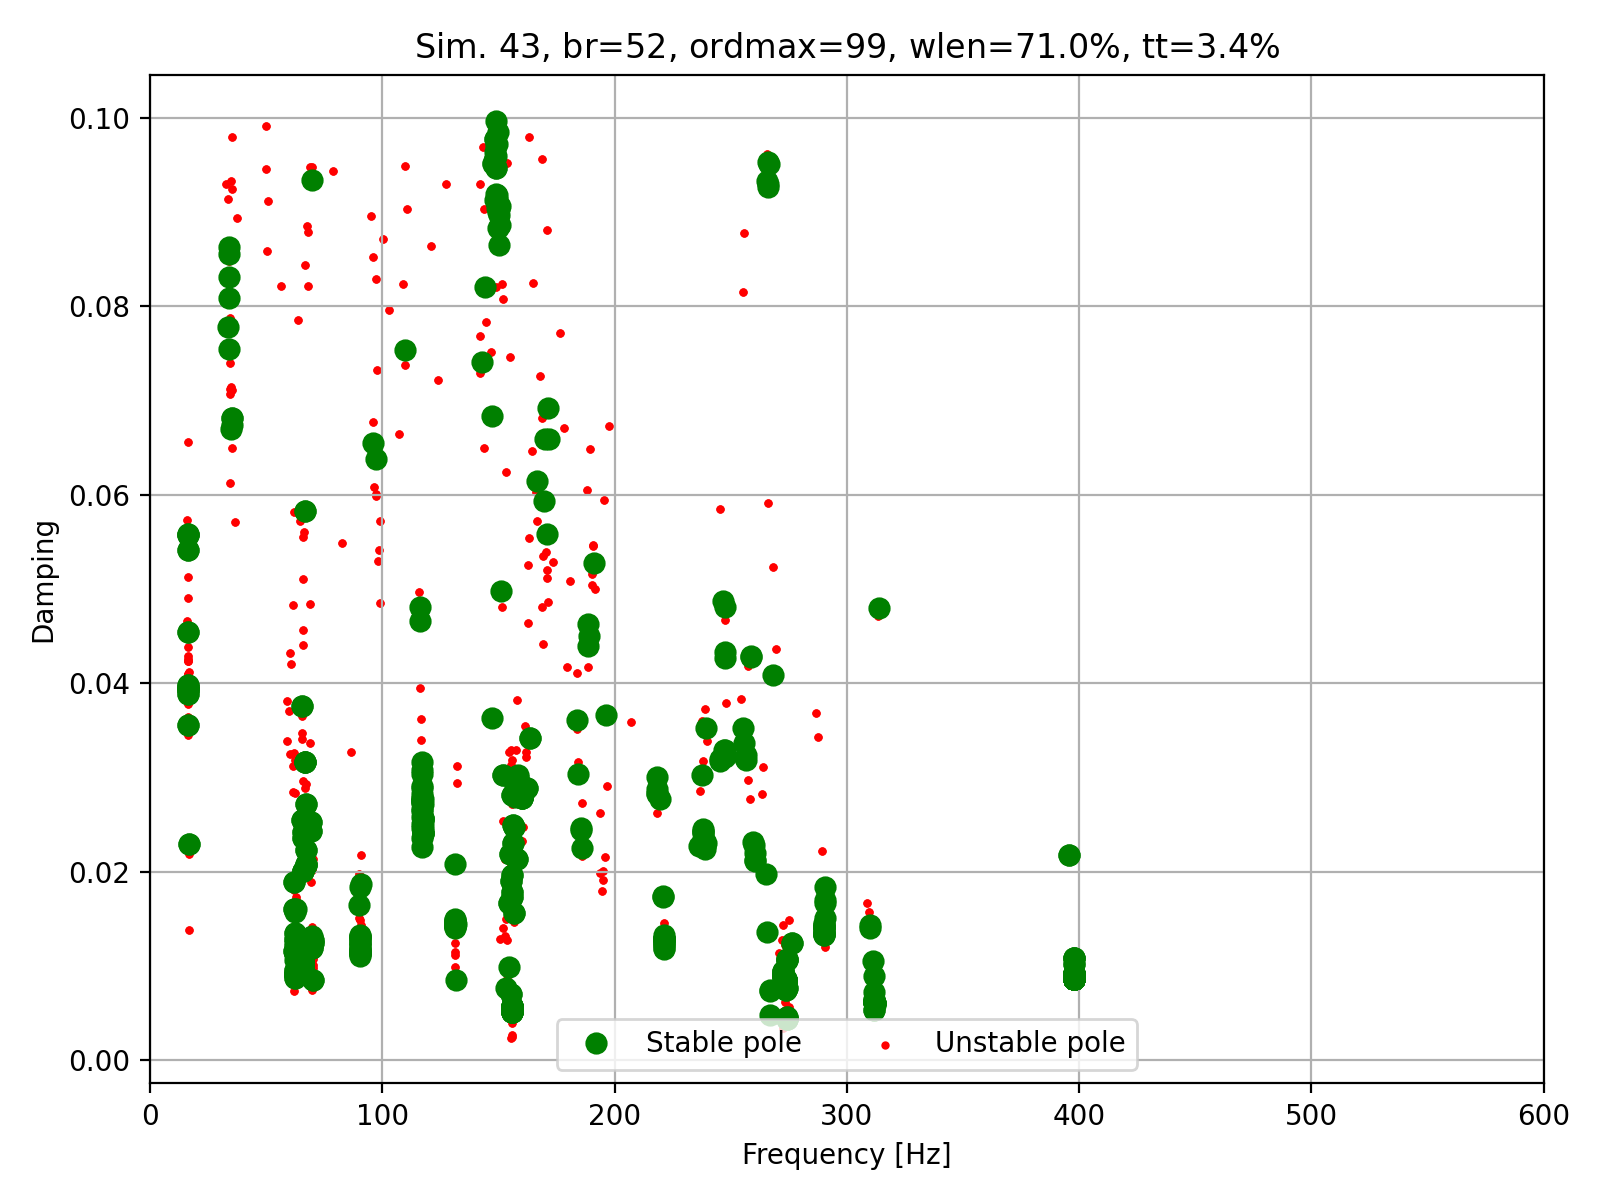 Sim. 43, br=52, ordmax=99, wlen=71.0%, tt=3.4%
0.10
0.08
0.06
0.04
0.02
0.00
Damping
Stable pole
Unstable pole
0 100 200 300 400 500 600
Frequency [Hz]